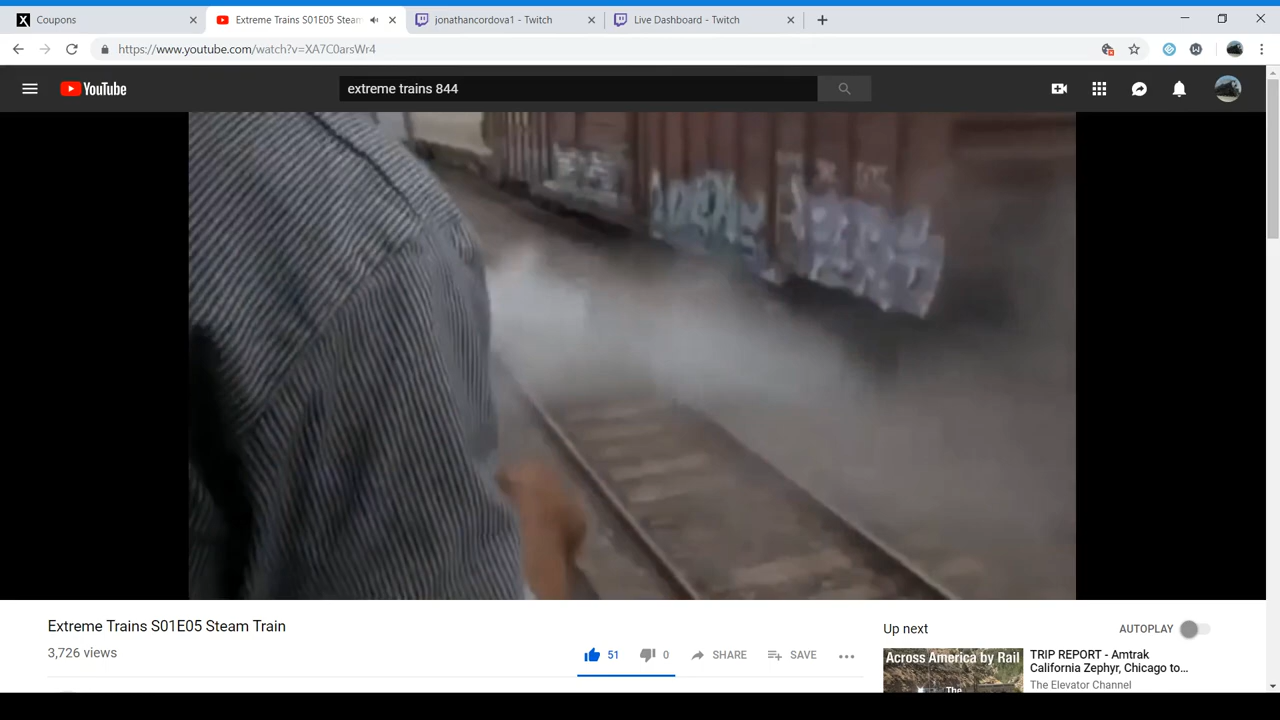 Coupons
Extreme Trains S01E05 Steam
jonathancordova1 - Twitch
Live Dashboard - Twitch
https://www.youtube.com/watch?v=XA7C0arsWr4
YouTube
extreme trains 844
Extreme Trains S01E05 Steam Train
3,726 views
51
0
SHARE
SAVE
Up next
AUTOPLAY
Across America by Rail
The
TRIP REPORT - Amtrak
California Zephyr, Chicago to...
The Elevator Channel